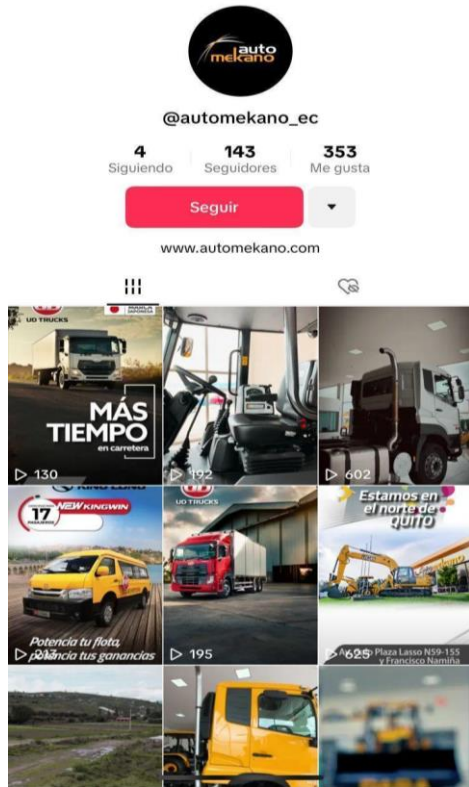 auto
mekano
@automekano_ec
4 143 353
Siguiendo Seguidores Me gusta
Seguir
www.automekano.com
UD TRUCKS
JAPONESA
MÁS
TIEMPO
en carretera
130
192
602
KING LONG
17
PASAJEROS
NEW KINGWIN
Potencia tu flota,
potencia tus ganancias
UD TRUCKS
195
Estamos en
el norte de
QUITO
625
Plaza Lasso N59-155
y Francisco Namiña